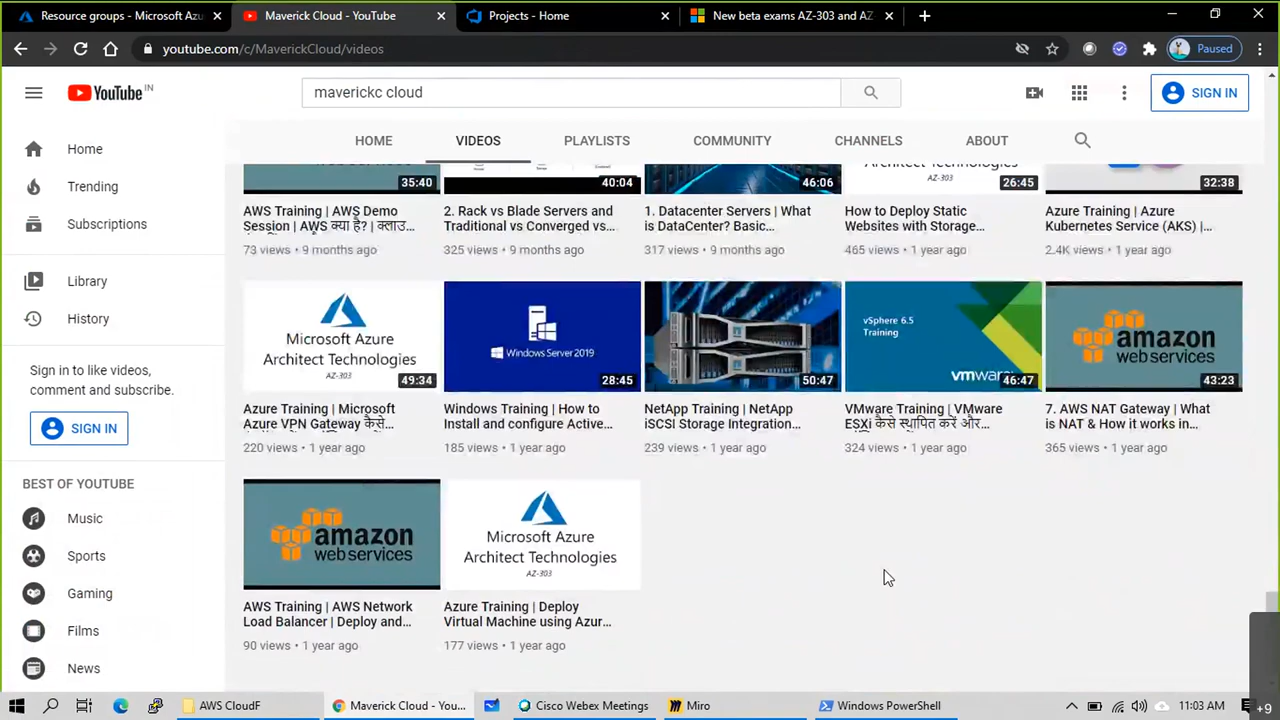 Resource groups - Microsoft Azu
Maverick Cloud - YouTube
Projects - Home
New beta exams AZ-303 and AZ
youtube.com/c/MaverickCloud/videos
Paused
YouTube IN
maverickc cloud
SIGN IN
HOME
VIDEOS
PLAYLISTS
COMMUNITY
CHANNELS
ABOUT
Home
Trending
Subscriptions
Library
History
Sign in to like videos,
comment and subscribe.
SIGN IN
BEST OF YOUTUBE
Music
Sports
Gaming
Films
News
35:40
40:04
46:06
AZ-303
26:45
32:38
AWS Training | AWS Demo
Session | AWS क्या है? | क्लाउ...
73 views • 9 months ago
2. Rack vs Blade Servers and
Traditional vs Converged vs...
325 views • 9 months ago
1. Datacenter Servers | What
is DataCenter? Basic...
317 views • 9 months ago
How to Deploy Static
Websites with Storage...
465 views • 1 year ago
Azure Training | Azure
Kubernetes Service (AKS) |...
2.4K views • 1 year ago
Microsoft Azure
Architect Technologies
AZ-303
49:34
Windows Server 2019
28:45
50:47
vSphere 6.5
Training
vmware
46:47
amazon
web services
43:23
Azure Training | Microsoft
Azure VPN Gateway कैसे
220 views • 1 year ago
Windows Training | How to
Install and configure Active...
185 views • 1 year ago
NetApp Training | NetApp
iSCSI Storage Integration...
239 views • 1 year ago
VMware Training | VMware
ESXi कैसे स्थापित करें और...
324 views • 1 year ago
7. AWS NAT Gateway | What
is NAT & How it works in...
365 views • 1 year ago
amazon
web services
Microsoft Azure
Architect Technologies
AZ-303
AWS Training | AWS Network
Load Balancer | Deploy and...
90 views • 1 year ago
Azure Training | Deploy
Virtual Machine using Azur...
177 views • 1 year ago
AWS CloudF
Maverick Cloud - You...
Cisco Webex Meetings
Miro
Windows PowerShell
11:03 AM
+9